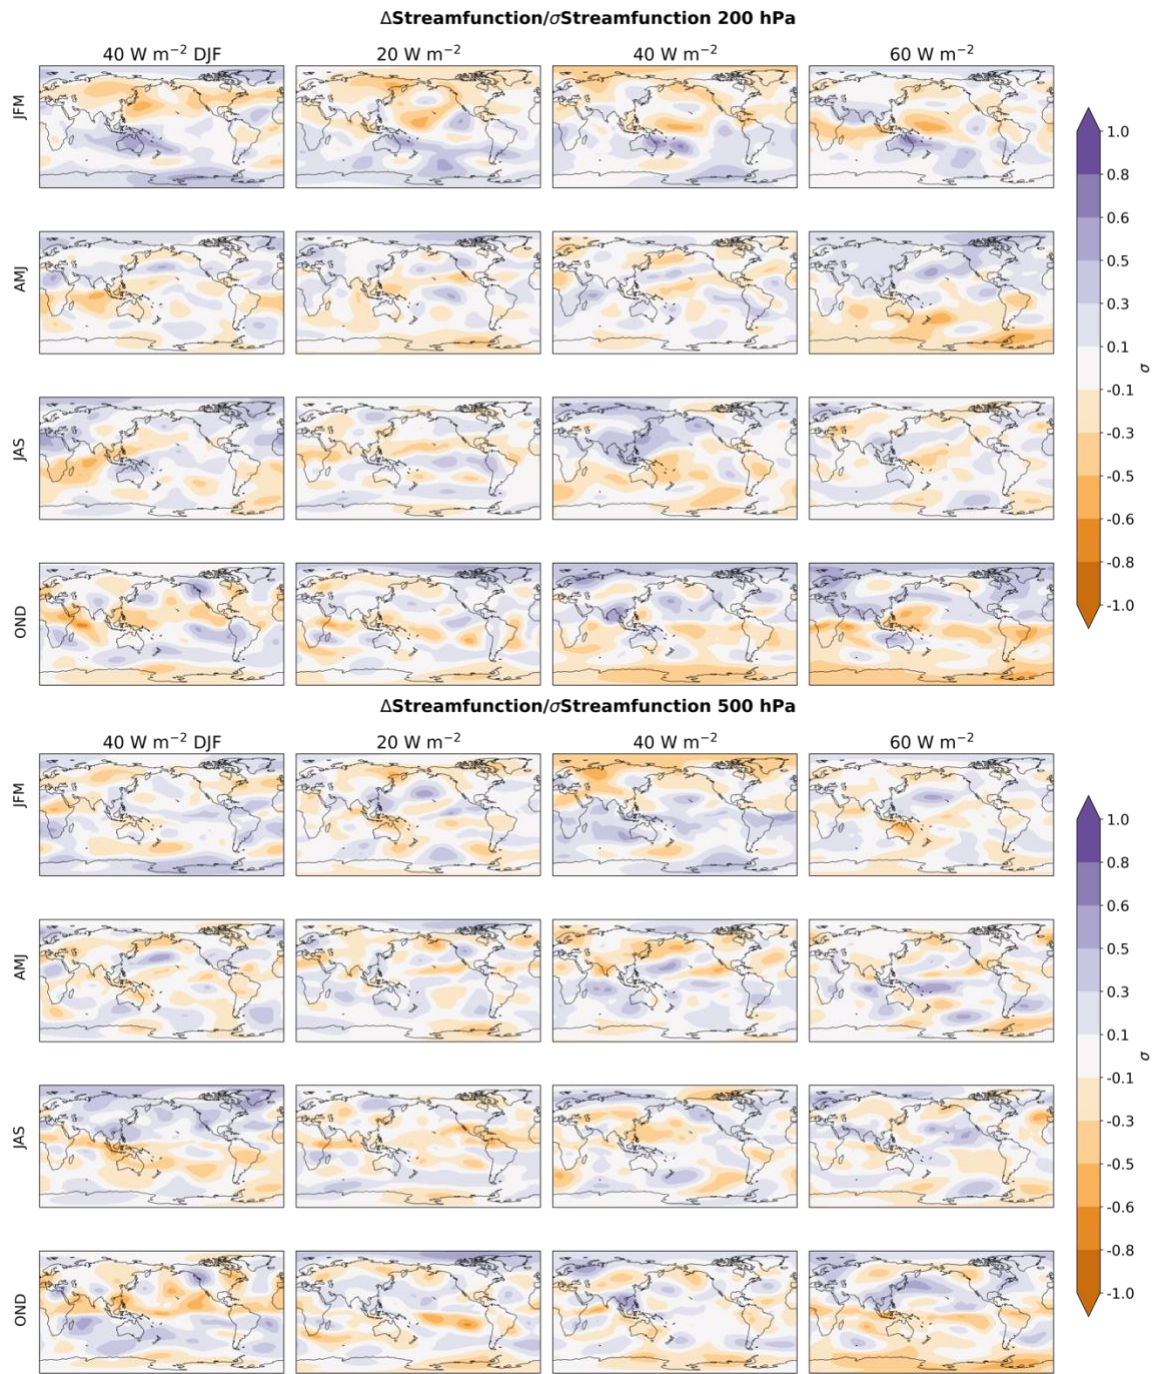 ΔStreamfunction/σStreamfunction 200 hPa
40 W m⁻² DJF 20 W m⁻² 40 W m⁻² 60 W m⁻²
JFM
AMJ
JAS
OND
1.0
0.8
0.6
0.5
0.3
0.1
-0.1
-0.3
-0.5
-0.6
-0.8
-1.0
σ
ΔStreamfunction/σStreamfunction 500 hPa
40 W m⁻² DJF 20 W m⁻² 40 W m⁻² 60 W m⁻²
JFM
AMJ
JAS
OND
1.0
0.8
0.6
0.5
0.3
0.1
-0.1
-0.3
-0.5
-0.6
-0.8
-1.0
σ